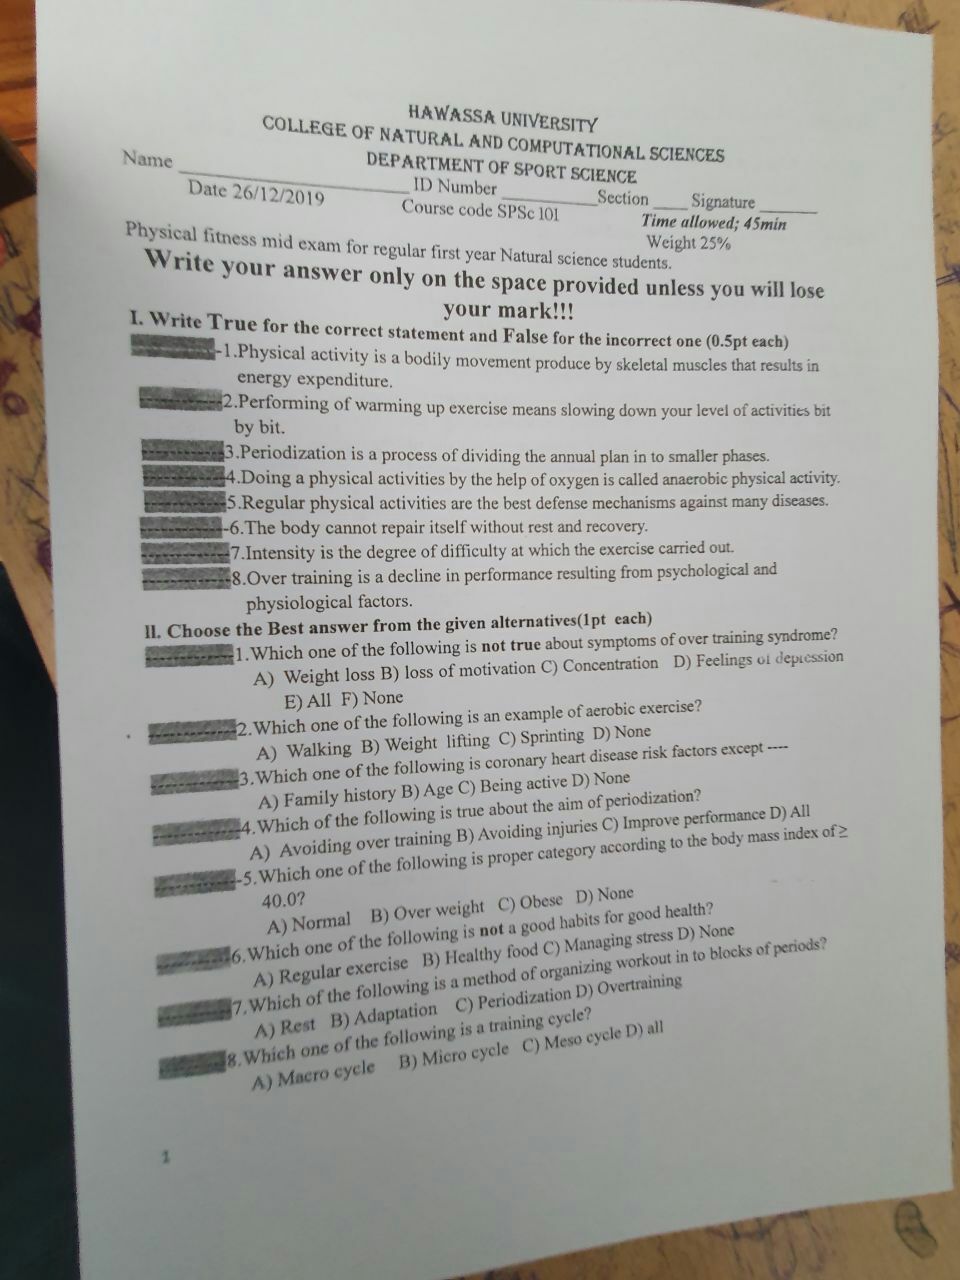 HAWASSA UNIVERSITY
COLLEGE OF NATURAL AND COMPUTATIONAL SCIENCES
DEPARTMENT OF SPORT SCIENCE
Name ____________ ID Number ________ Section ____ Signature ______
Date 26/12/2019 Course code SPSc 101 Time allowed; 45min
Weight 25%
Physical fitness mid exam for regular first year Natural science students.
Write your answer only on the space provided unless you will lose
your mark!!!
I. Write True for the correct statement and False for the incorrect one (0.5pt each)
-1.Physical activity is a bodily movement produce by skeletal muscles that results in
energy expenditure.
2.Performing of warming up exercise means slowing down your level of activities bit
by bit.
3.Periodization is a process of dividing the annual plan in to smaller phases.
4.Doing a physical activities by the help of oxygen is called anaerobic physical activity.
5.Regular physical activities are the best defense mechanisms against many diseases.
-6.The body cannot repair itself without rest and recovery.
7.Intensity is the degree of difficulty at which the exercise carried out.
-8.Over training is a decline in performance resulting from psychological and
physiological factors.
II. Choose the Best answer from the given alternatives(1pt each)
1.Which one of the following is not true about symptoms of over training syndrome?
A) Weight loss B) loss of motivation C) Concentration D) Feelings of depression
E) All F) None
2.Which one of the following is an example of aerobic exercise?
A) Walking B) Weight lifting C) Sprinting D) None
3.Which one of the following is coronary heart disease risk factors except ----
A) Family history B) Age C) Being active D) None
4.Which of the following is true about the aim of periodization?
A) Avoiding over training B) Avoiding injuries C) Improve performance D) All
-5.Which one of the following is proper category according to the body mass index of ≥
40.0?
A) Normal B) Over weight C) Obese D) None
6.Which one of the following is not a good habits for good health?
A) Regular exercise B) Healthy food C) Managing stress D) None
7.Which of the following is a method of organizing workout in to blocks of periods?
A) Rest B) Adaptation C) Periodization D) Overtraining
8.Which one of the following is a training cycle?
A) Macro cycle B) Micro cycle C) Meso cycle D) all
1